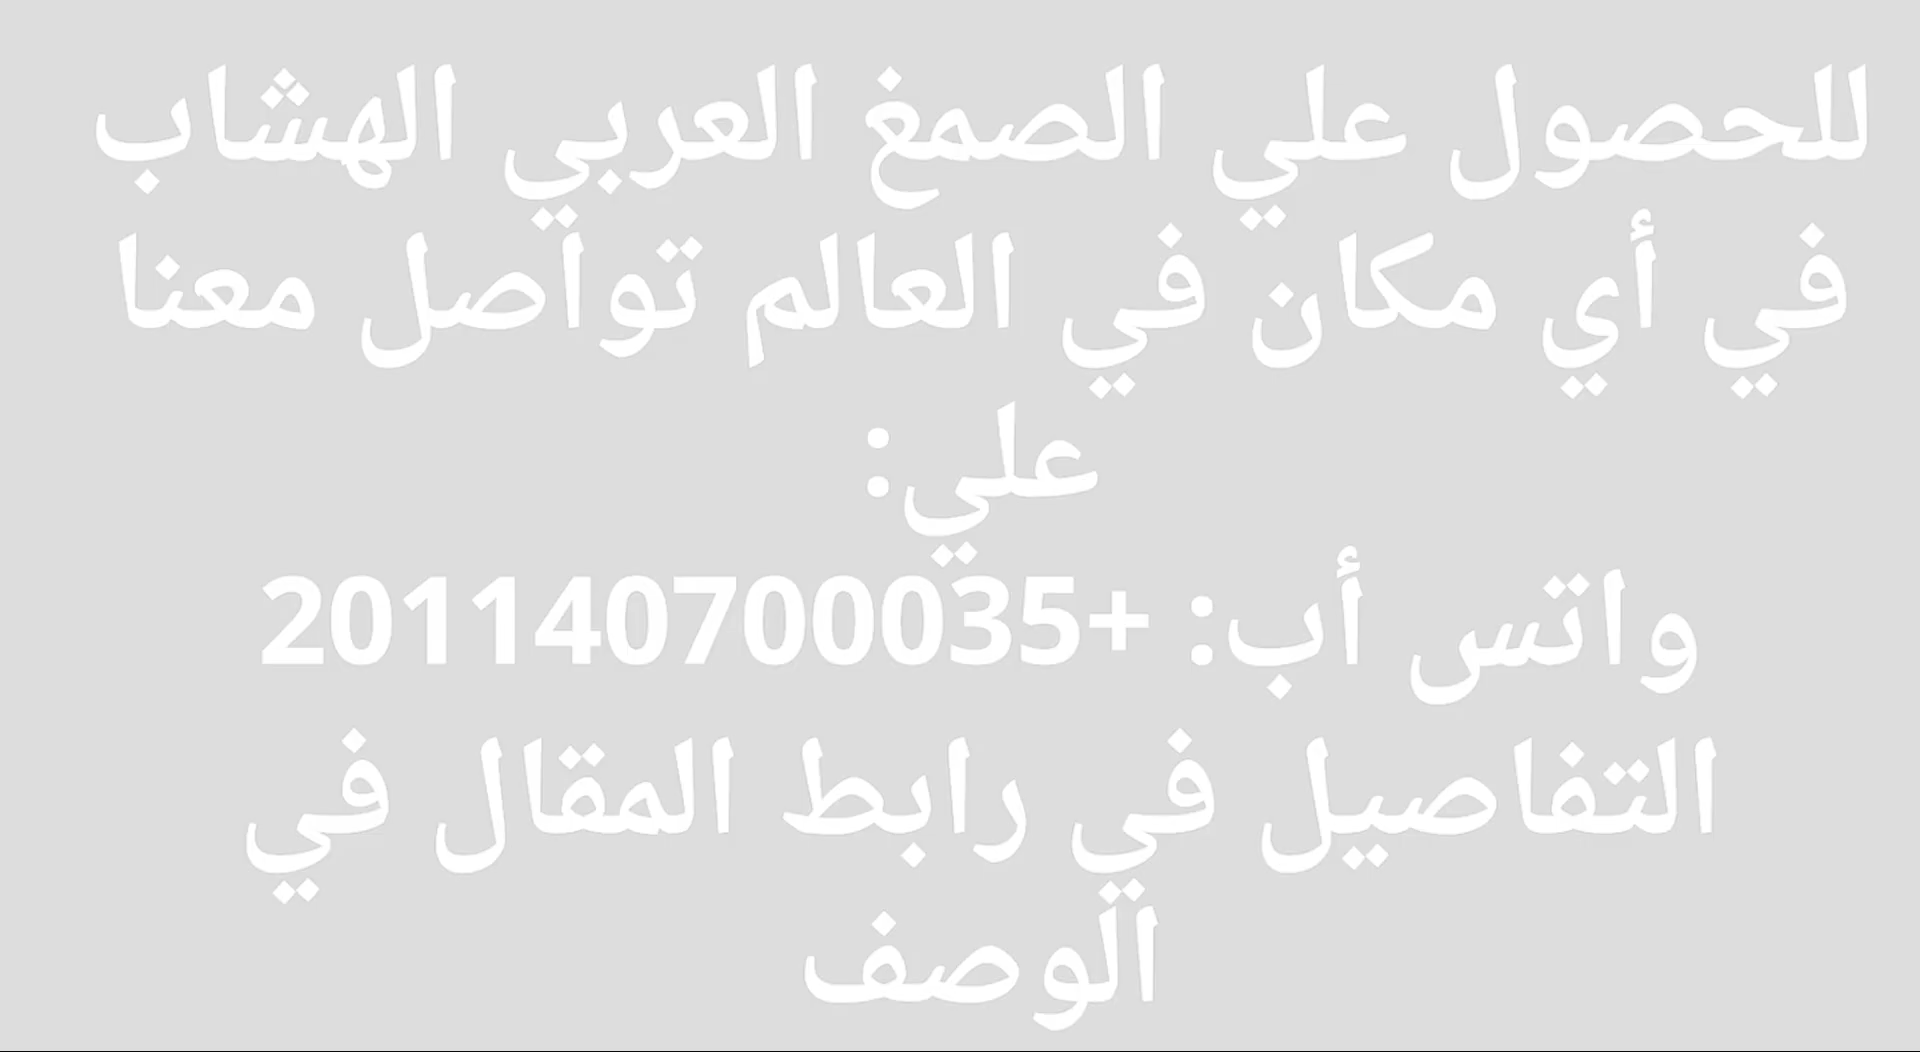 للحصول علي الصمغ العربي الهشاب
في أي مكان في العالم تواصل معنا
علي:
واتس أب: +201140700035
التفاصيل في رابط المقال في
الوصف